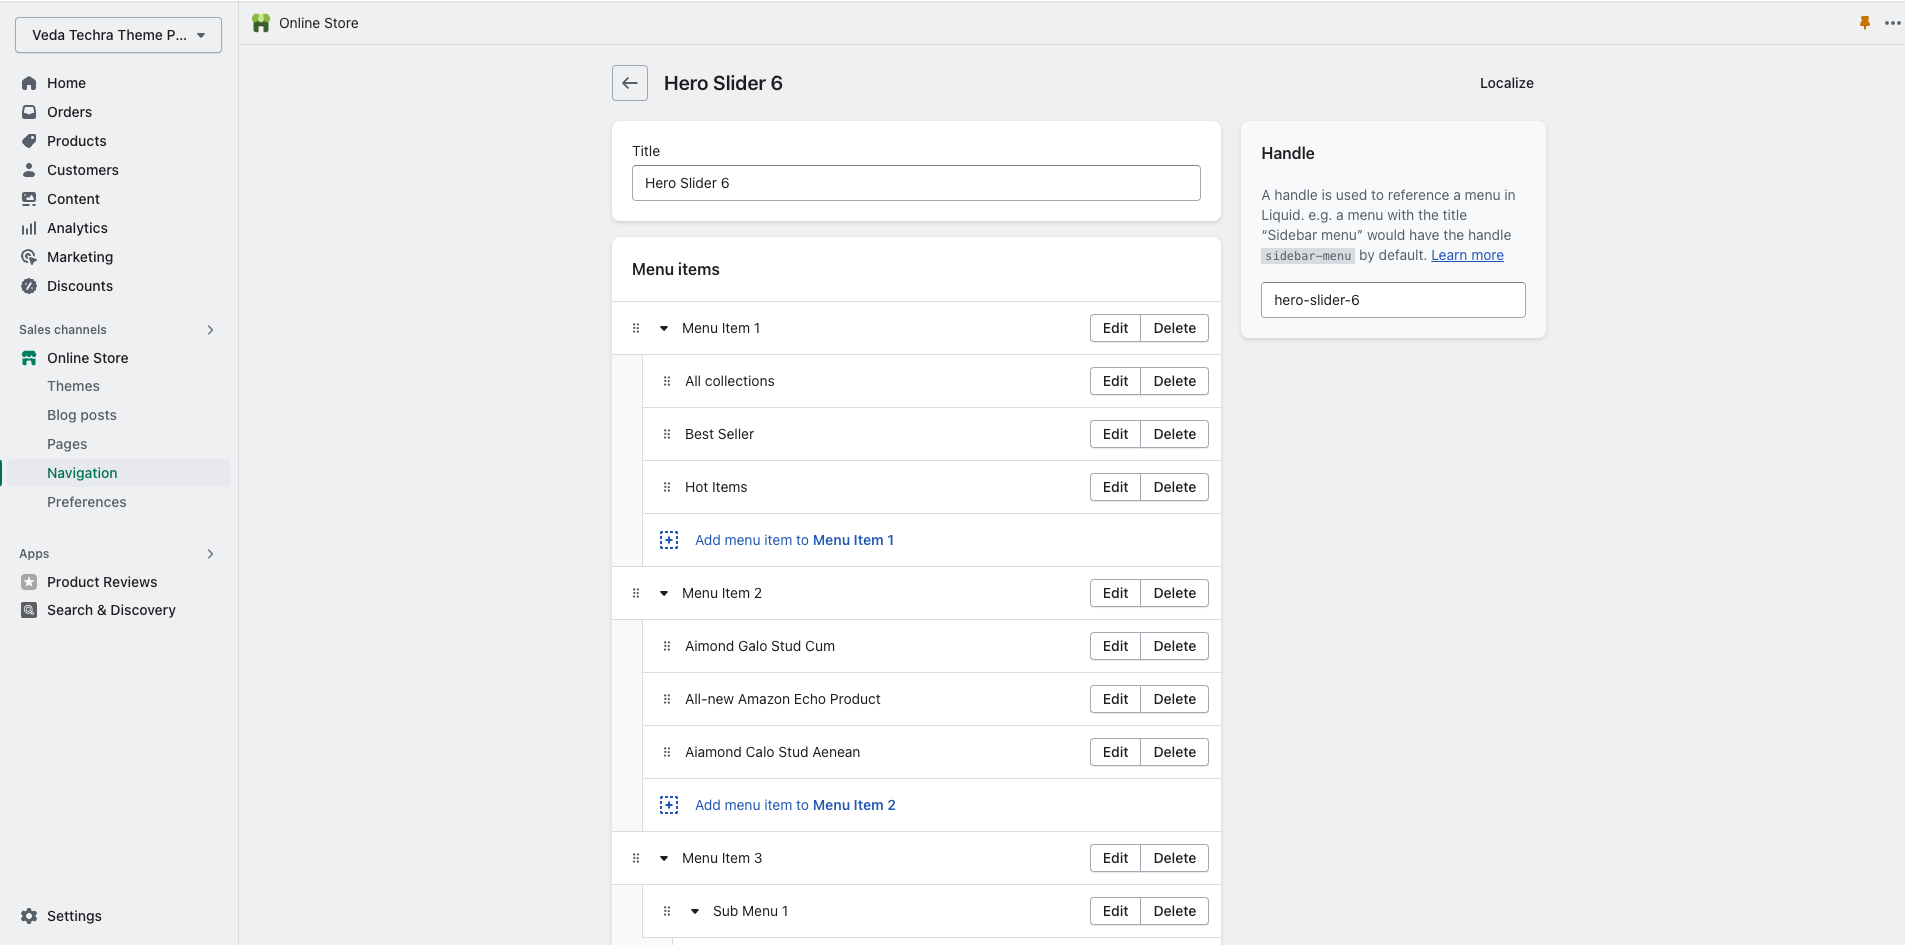 Veda Techra Theme P...
Home
Orders
Products
Customers
Content
Analytics
Marketing
Discounts
Sales channels
Online Store
Themes
Blog posts
Pages
Navigation
Preferences
Apps
Product Reviews
Search & Discovery
Settings
Online Store
Hero Slider 6
Localize
Title
Hero Slider 6
Menu items
Menu Item 1 Edit Delete
All collections Edit Delete
Best Seller Edit Delete
Hot Items Edit Delete
Add menu item to Menu Item 1
Menu Item 2 Edit Delete
Aimond Galo Stud Cum Edit Delete
All-new Amazon Echo Product Edit Delete
Aiamond Calo Stud Aenean Edit Delete
Add menu item to Menu Item 2
Menu Item 3 Edit Delete
Sub Menu 1 Edit Delete
Handle
A handle is used to reference a menu in
Liquid. e.g. a menu with the title
“Sidebar menu” would have the handle
sidebar-menu by default. Learn more
hero-slider-6